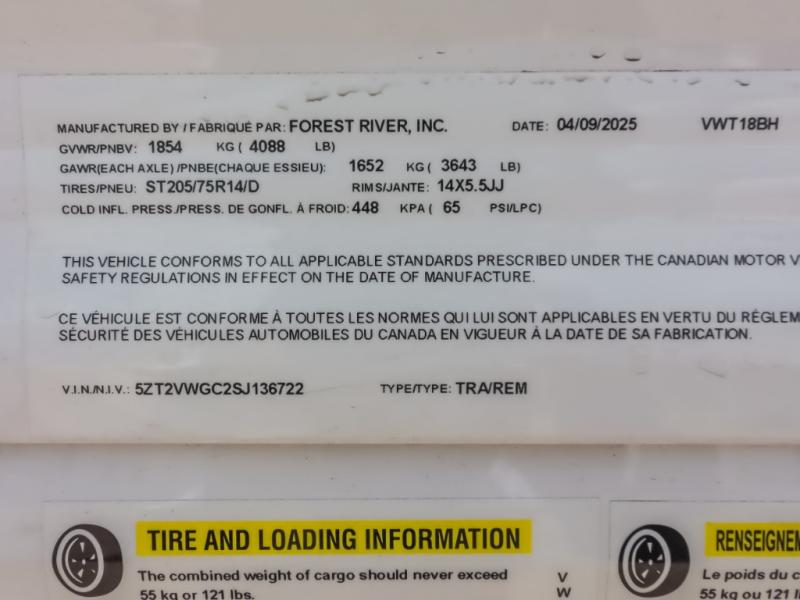 MANUFACTURED BY / FABRIQUÉ PAR: FOREST RIVER, INC. DATE: 04/09/2025 VWT18BH
GVWR/PNBV: 1854 KG ( 4088 LB)
GAWR(EACH AXLE) /PNBE(CHAQUE ESSIEU): 1652 KG ( 3643 LB)
TIRES/PNEU: ST205/75R14/D RIMS/JANTE: 14X5.5JJ
COLD INFL. PRESS./PRESS. DE GONFL. À FROID: 448 KPA ( 65 PSI/LPC)
THIS VEHICLE CONFORMS TO ALL APPLICABLE STANDARDS PRESCRIBED UNDER THE CANADIAN MOTOR V
SAFETY REGULATIONS IN EFFECT ON THE DATE OF MANUFACTURE.
CE VÉHICULE EST CONFORME À TOUTES LES NORMES QUI LUI SONT APPLICABLES EN VERTU DU RÉGLEM
SÉCURITÉ DES VÉHICULES AUTOMOBILES DU CANADA EN VIGUEUR À LA DATE DE SA FABRICATION.
V.I.N./N.I.V.: 5ZT2VWGC2SJ136722 TYPE/TYPE: TRA/REM
TIRE AND LOADING INFORMATION
The combined weight of cargo should never exceed
55 kg or 121 lbs.
V
W
RENSEIGNEM
Le poids du c
55 kg ou 121 l